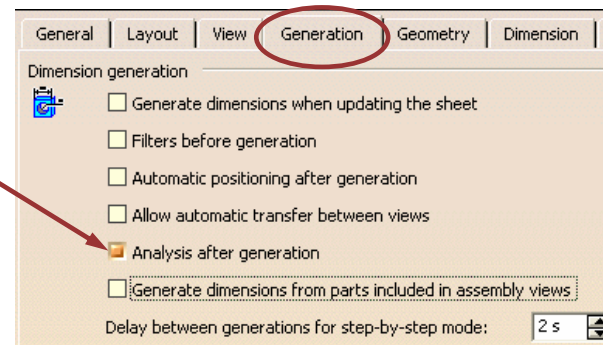 General Layout View Generation Geometry Dimension
Dimension generation
Generate dimensions when updating the sheet
Filters before generation
Automatic positioning after generation
Allow automatic transfer between views
Analysis after generation
Generate dimensions from parts included in assembly views
Delay between generations for step-by-step mode: 2 s